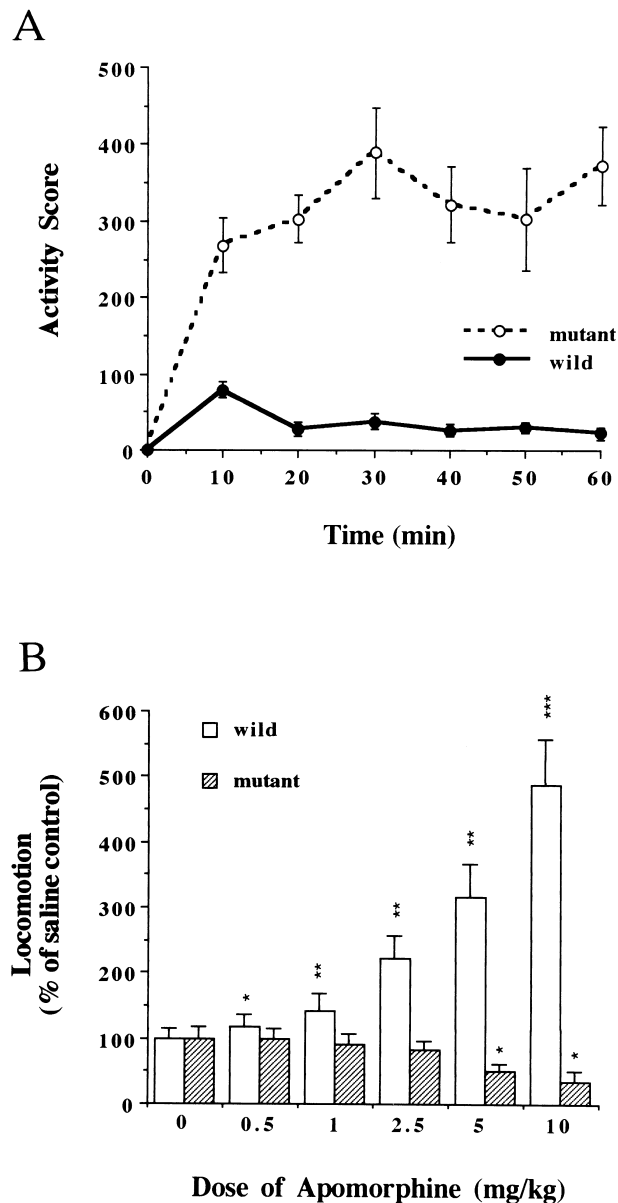 A
500
400
300
200
100
0
Activity Score
mutant
wild
0 10 20 30 40 50 60
Time (min)
B
600
500
400
300
200
100
0
Locomotion
(% of saline control)
wild
mutant
*
**
**
**
*
***
*
0 0.5 1 2.5 5 10
Dose of Apomorphine (mg/kg)